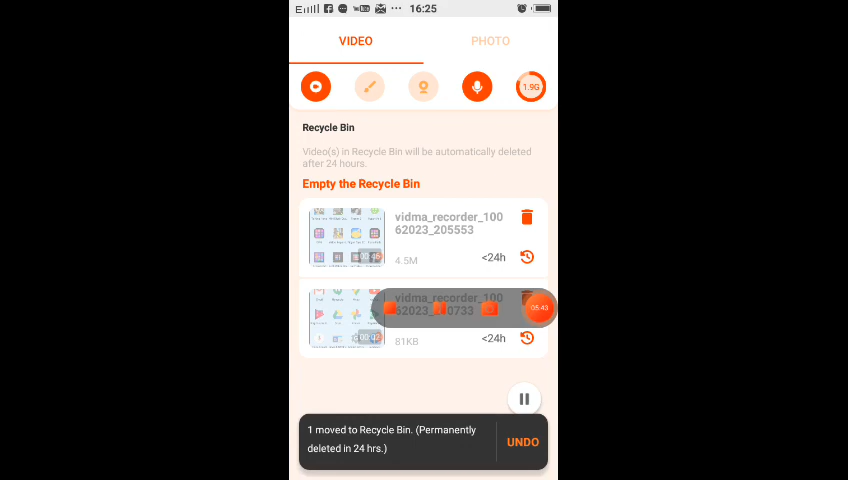 16:25
VIDEO
PHOTO
1.9G
Recycle Bin
Video(s) in Recycle Bin will be automatically deleted
after 24 hours.
Empty the Recycle Bin
vidma_recorder_100
62023_205553
00:46
4.5M
<24h
vidma_recorder_100
05:43
81KB
<24h
1 moved to Recycle Bin. (Permanently
deleted in 24 hrs.)
UNDO